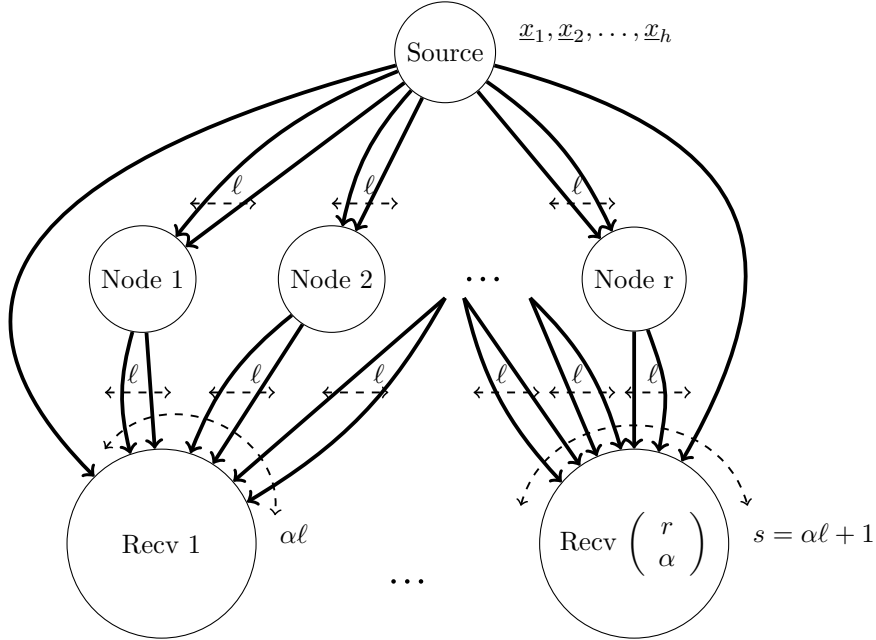 Source
x₁, x₂, . . . , xₕ
ℓ
ℓ
ℓ
Node 1
Node 2
...
Node r
ℓ
ℓ
ℓ
ℓ
ℓ
ℓ
Recv 1
αℓ
...
Recv ( r α )
s = αℓ + 1